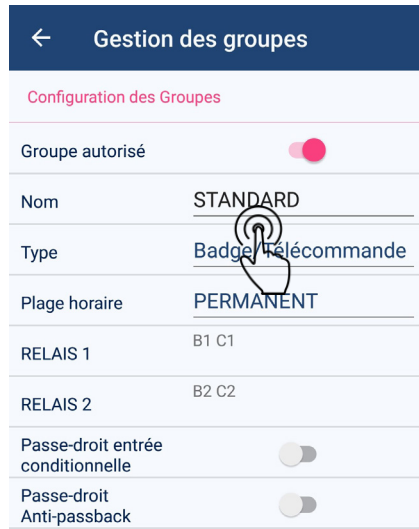 Gestion des groupes
Configuration des Groupes
Groupe autorisé
Nom STANDARD
Type Badge/Télécommande
Plage horaire PERMANENT
RELAIS 1 B1 C1
RELAIS 2 B2 C2
Passe-droit entrée
conditionnelle
Passe-droit
Anti-passback